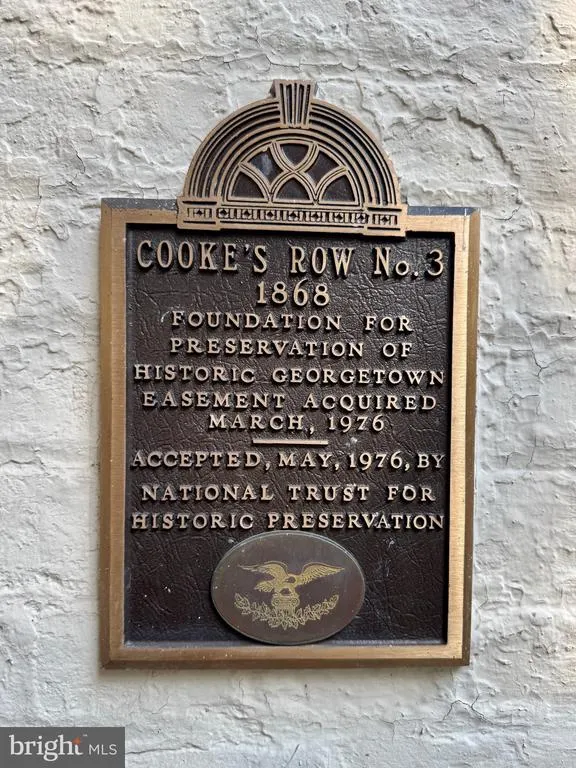 COOKE'S ROW No. 3
1868
FOUNDATION FOR
PRESERVATION OF
HISTORIC GEORGETOWN
EASEMENT ACQUIRED
MARCH, 1976
ACCEPTED, MAY, 1976, BY
NATIONAL TRUST FOR
HISTORIC PRESERVATION
bright MLS